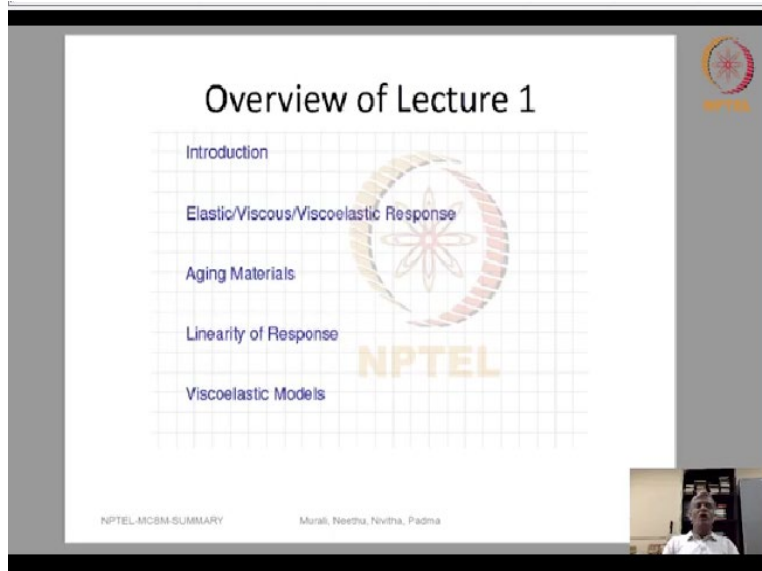 Overview of Lecture 1
NPTEL
Introduction
Elastic/Viscous/Viscoelastic Response
Aging Materials
Linearity of Response
NPTEL
Viscoelastic Models
NPTEL-MCBM-SUMMARY
Murali, Neethu, Nivitha, Padma